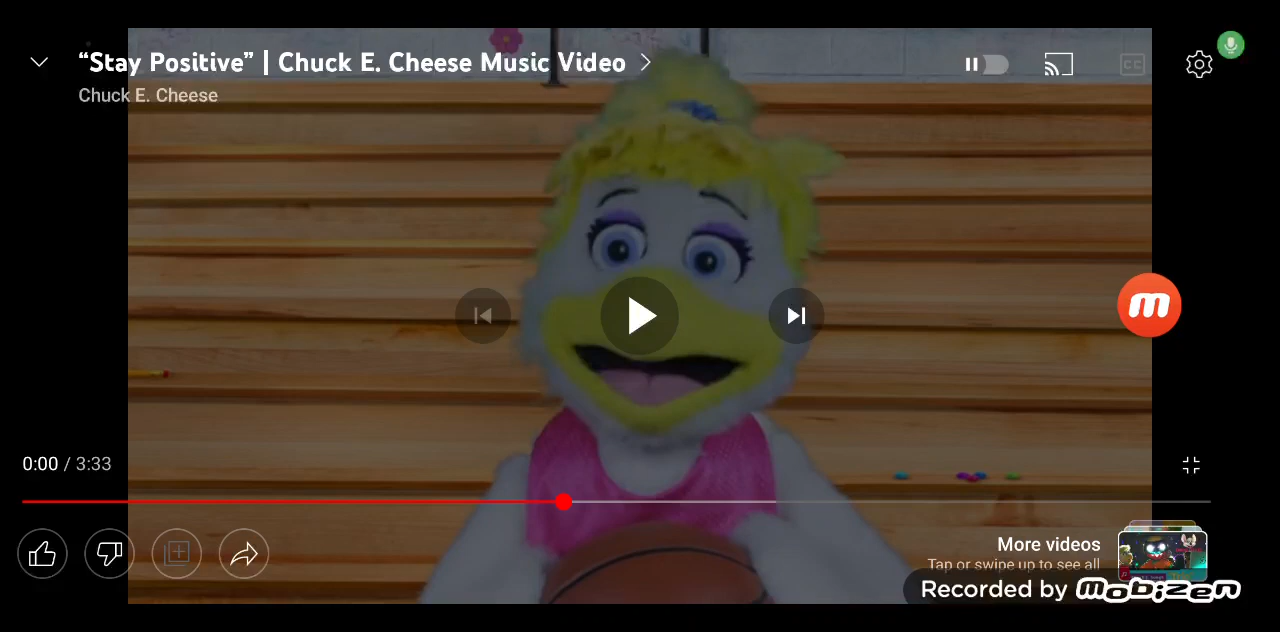 “Stay Positive” | Chuck E. Cheese Music Video
Chuck E. Cheese
CC
0:00 / 3:33
More videos
Tap or swipe up to see all
Recorded by Mobizen